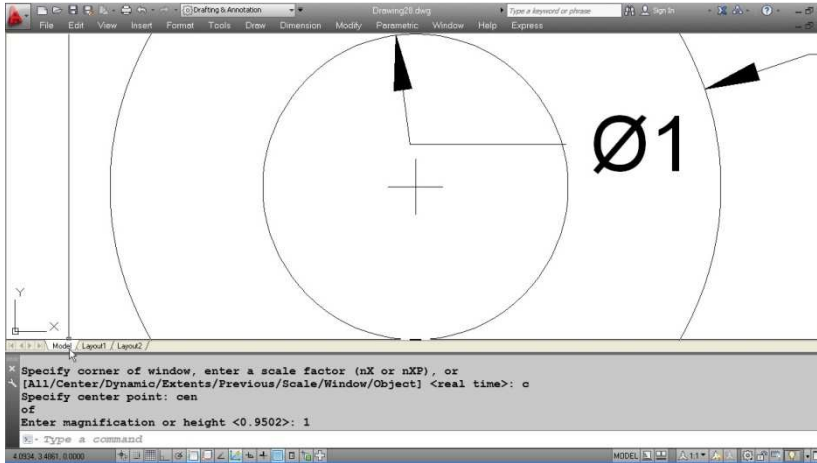 Drafting & Annotation Drawing20.dwg Type a keyword or phrase Sign In
File Edit View Insert Format Tools Draw Dimension Modify Parametric Window Help Express
Ø1
Y
X
Model Layout1 Layout2
Specify corner of window, enter a scale factor (nX or nXP), or
[All/Center/Dynamic/Extents/Previous/Scale/Window/Object] <real time>: c
Specify center point: cen
of
Enter magnification or height <0.9502>: 1
Type a command
4.0934, 3.4061, 0.0000 MODEL 1:1